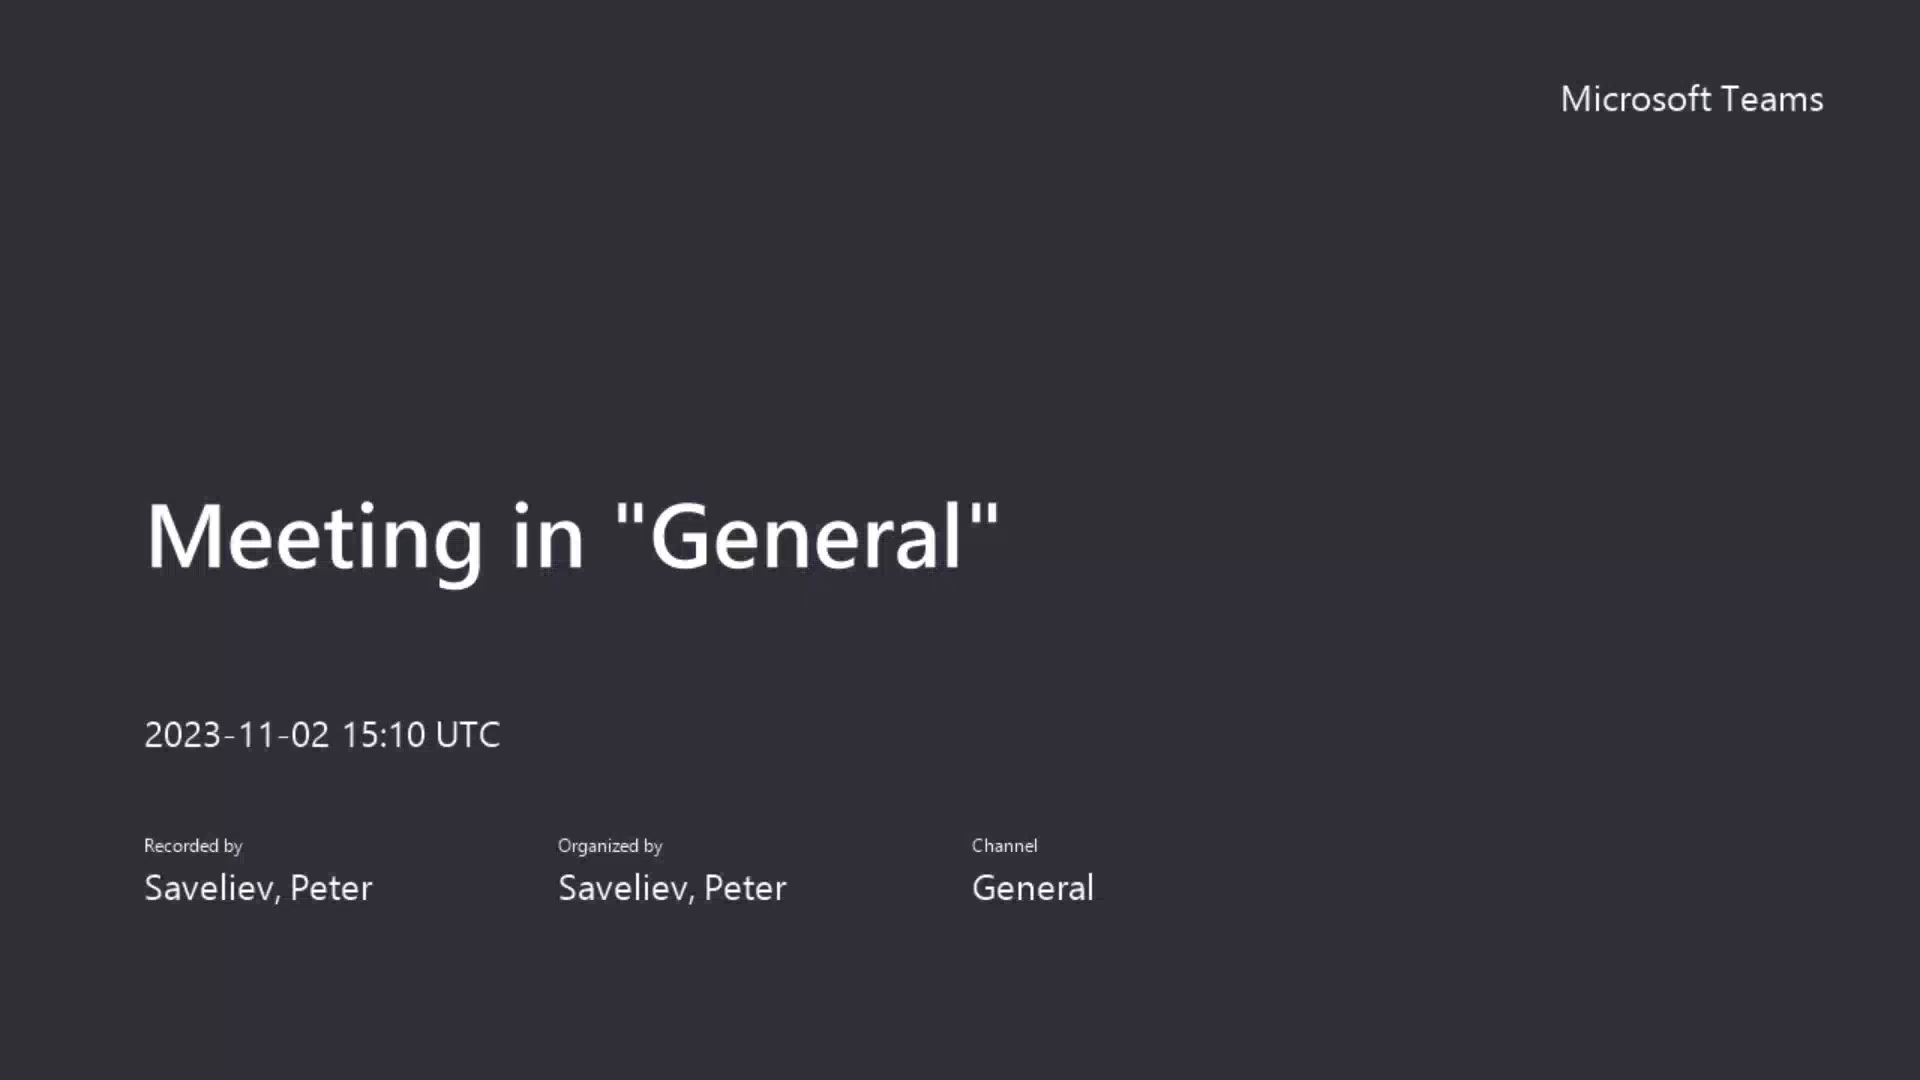 Microsoft Teams
Meeting in "General"
2023-11-02 15:10 UTC
Recorded by
Saveliev, Peter
Organized by
Saveliev, Peter
Channel
General